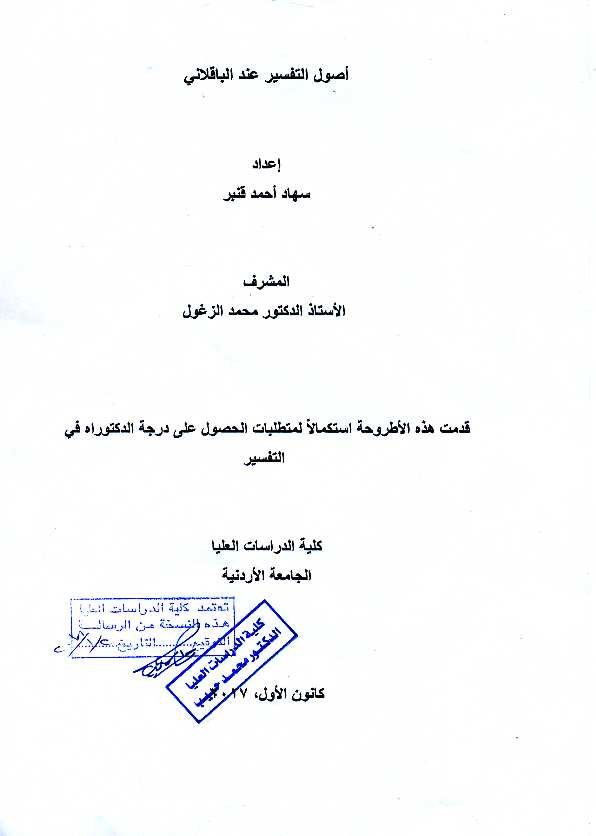 أصول التفسير عند الباقلاني
إعداد
سهاد أحمد قنبر
المشرف
الأستاذ الدكتور محمد الزغول
قدمت هذه الأطروحة استكمالاً لمتطلبات الحصول على درجة الدكتوراه في
التفسير
كلية الدراسات العليا
الجامعة الأردنية
تعتمد كلية الدراسات العليا
هذه النسخة من الرسالة
التوقيع.........التاريخ
كلية الدراسات العليا
الدكتور محمد حبيب
كانون الأول،